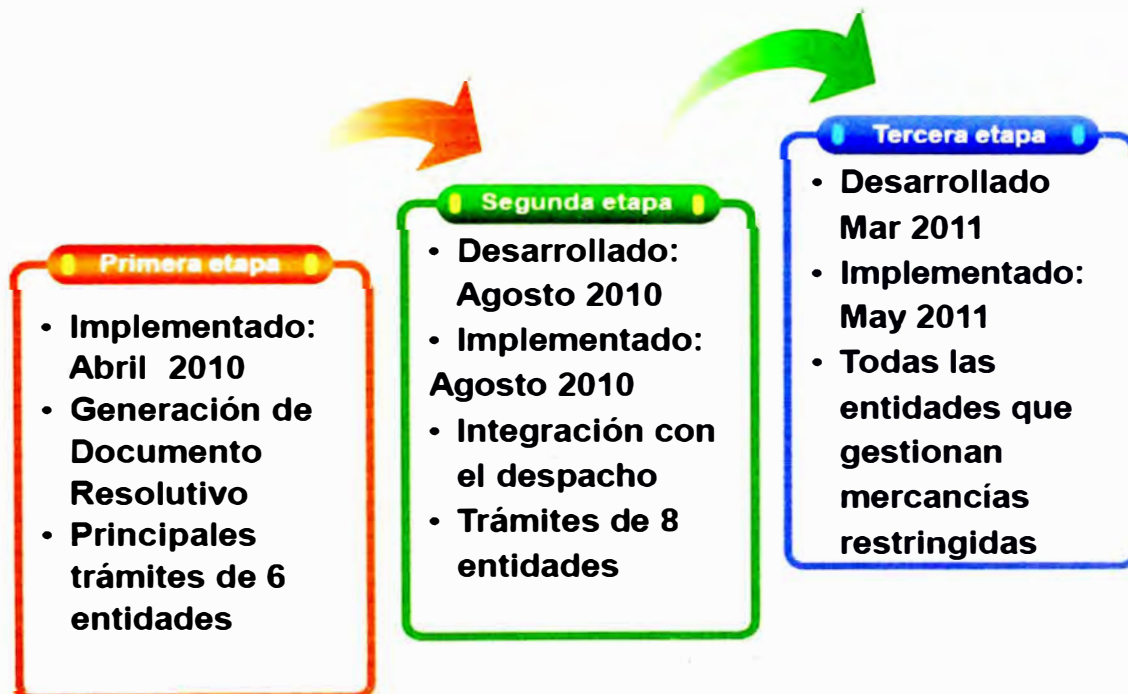 Primera etapa
• Implementado:
Abril 2010
• Generación de
Documento
Resolutivo
• Principales
trámites de 6
entidades
Segunda etapa
• Desarrollado:
Agosto 2010
• Implementado:
Agosto 2010
• Integración con
el despacho
• Trámites de 8
entidades
Tercera etapa
• Desarrollado
Mar 2011
• Implementado:
May 2011
• Todas las
entidades que
gestionan
mercancías
restringidas